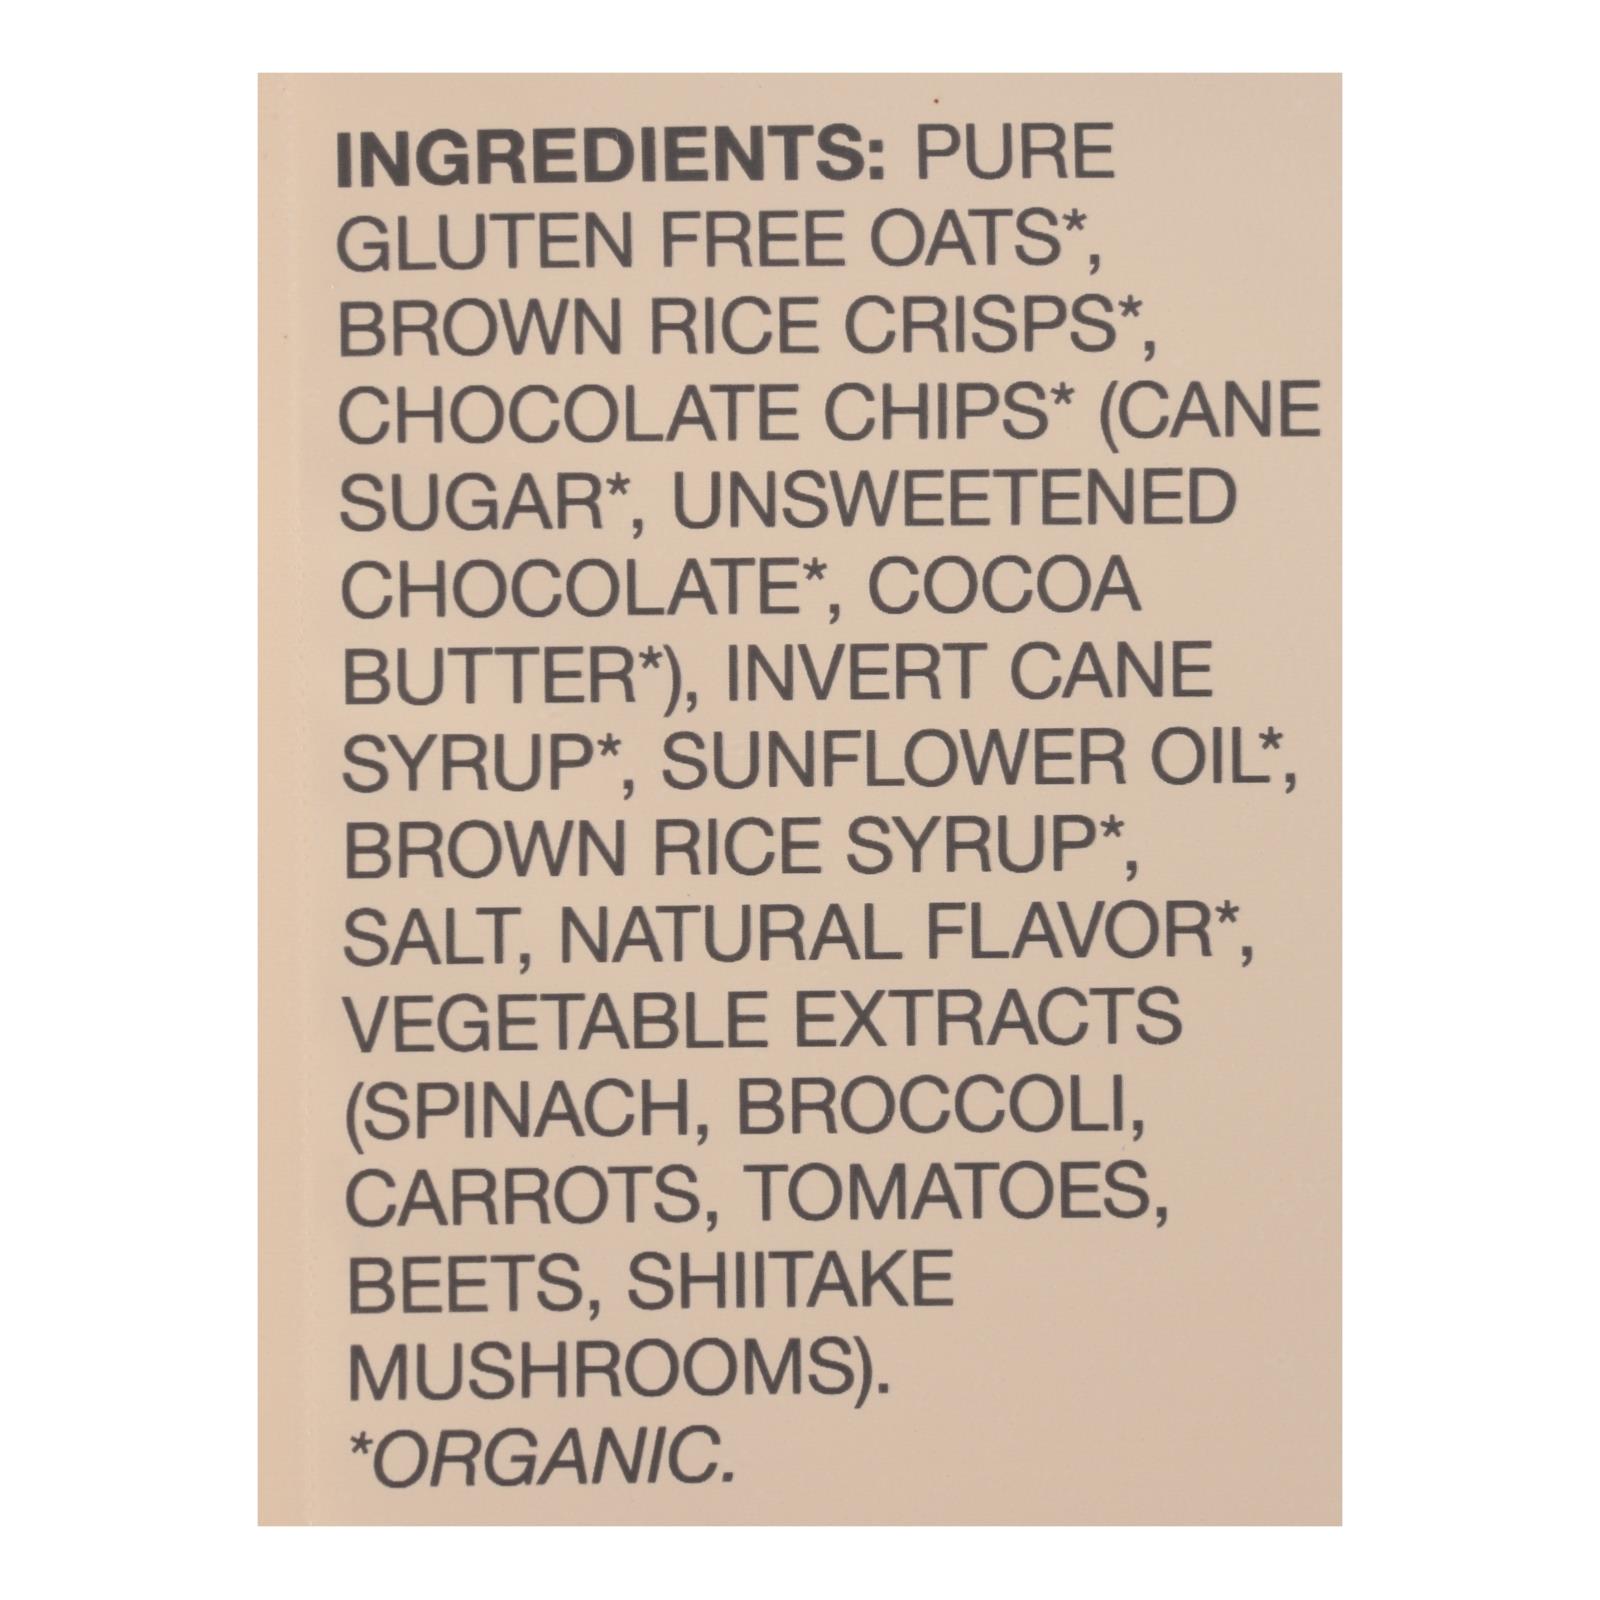 INGREDIENTS: PURE
GLUTEN FREE OATS*,
BROWN RICE CRISPS*,
CHOCOLATE CHIPS* (CANE
SUGAR*, UNSWEETENED
CHOCOLATE*, COCOA
BUTTER*), INVERT CANE
SYRUP*, SUNFLOWER OIL*,
BROWN RICE SYRUP*,
SALT, NATURAL FLAVOR*,
VEGETABLE EXTRACTS
(SPINACH, BROCCOLI,
CARROTS, TOMATOES,
BEETS, SHIITAKE
MUSHROOMS).
*ORGANIC.